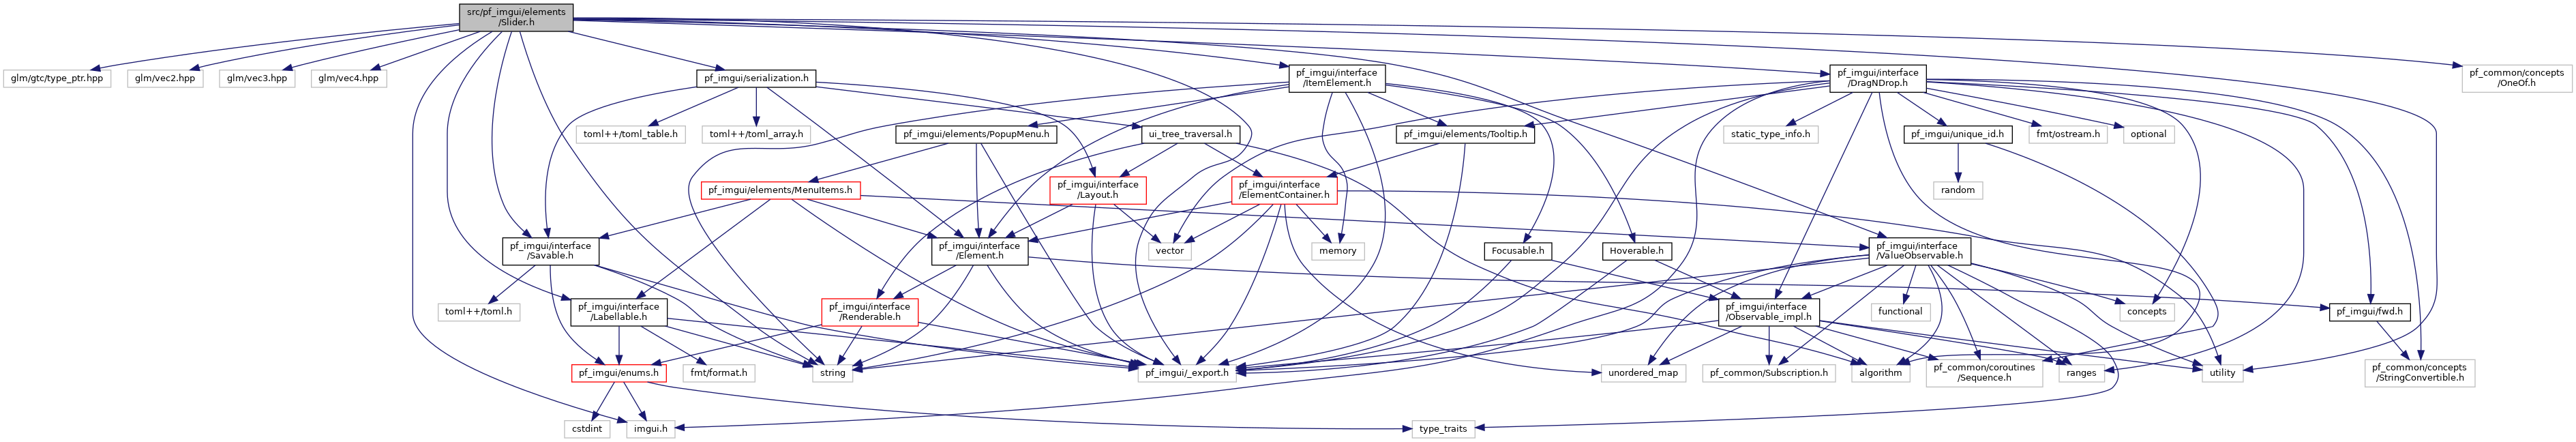 src/pf_imgui/elements
/Slider.h
glm/gtc/type_ptr.hpp
glm/vec2.hpp
glm/vec3.hpp
glm/vec4.hpp
pf_imgui/serialization.h
pf_imgui/interface
/ItemElement.h
pf_imgui/interface
/DragNDrop.h
pf_common/concepts
/OneOf.h
toml++/toml_table.h
toml++/toml_array.h
pf_imgui/elements/PopupMenu.h
ui_tree_traversal.h
pf_imgui/elements/Tooltip.h
static_type_info.h
pf_imgui/unique_id.h
fmt/ostream.h
optional
pf_imgui/elements/MenuItems.h
pf_imgui/interface
/Layout.h
pf_imgui/interface
/ElementContainer.h
random
pf_imgui/interface
/Savable.h
pf_imgui/interface
/Element.h
vector
memory
Focusable.h
Hoverable.h
pf_imgui/interface
/ValueObservable.h
toml++/toml.h
pf_imgui/interface
/Labellable.h
pf_imgui/interface
/Renderable.h
pf_imgui/interface
/Observable_impl.h
functional
concepts
pf_imgui/fwd.h
pf_imgui/enums.h
fmt/format.h
string
pf_imgui/_export.h
unordered_map
pf_common/Subscription.h
algorithm
pf_common/coroutines
/Sequence.h
ranges
utility
pf_common/concepts
/StringConvertible.h
cstdint
imgui.h
type_traits